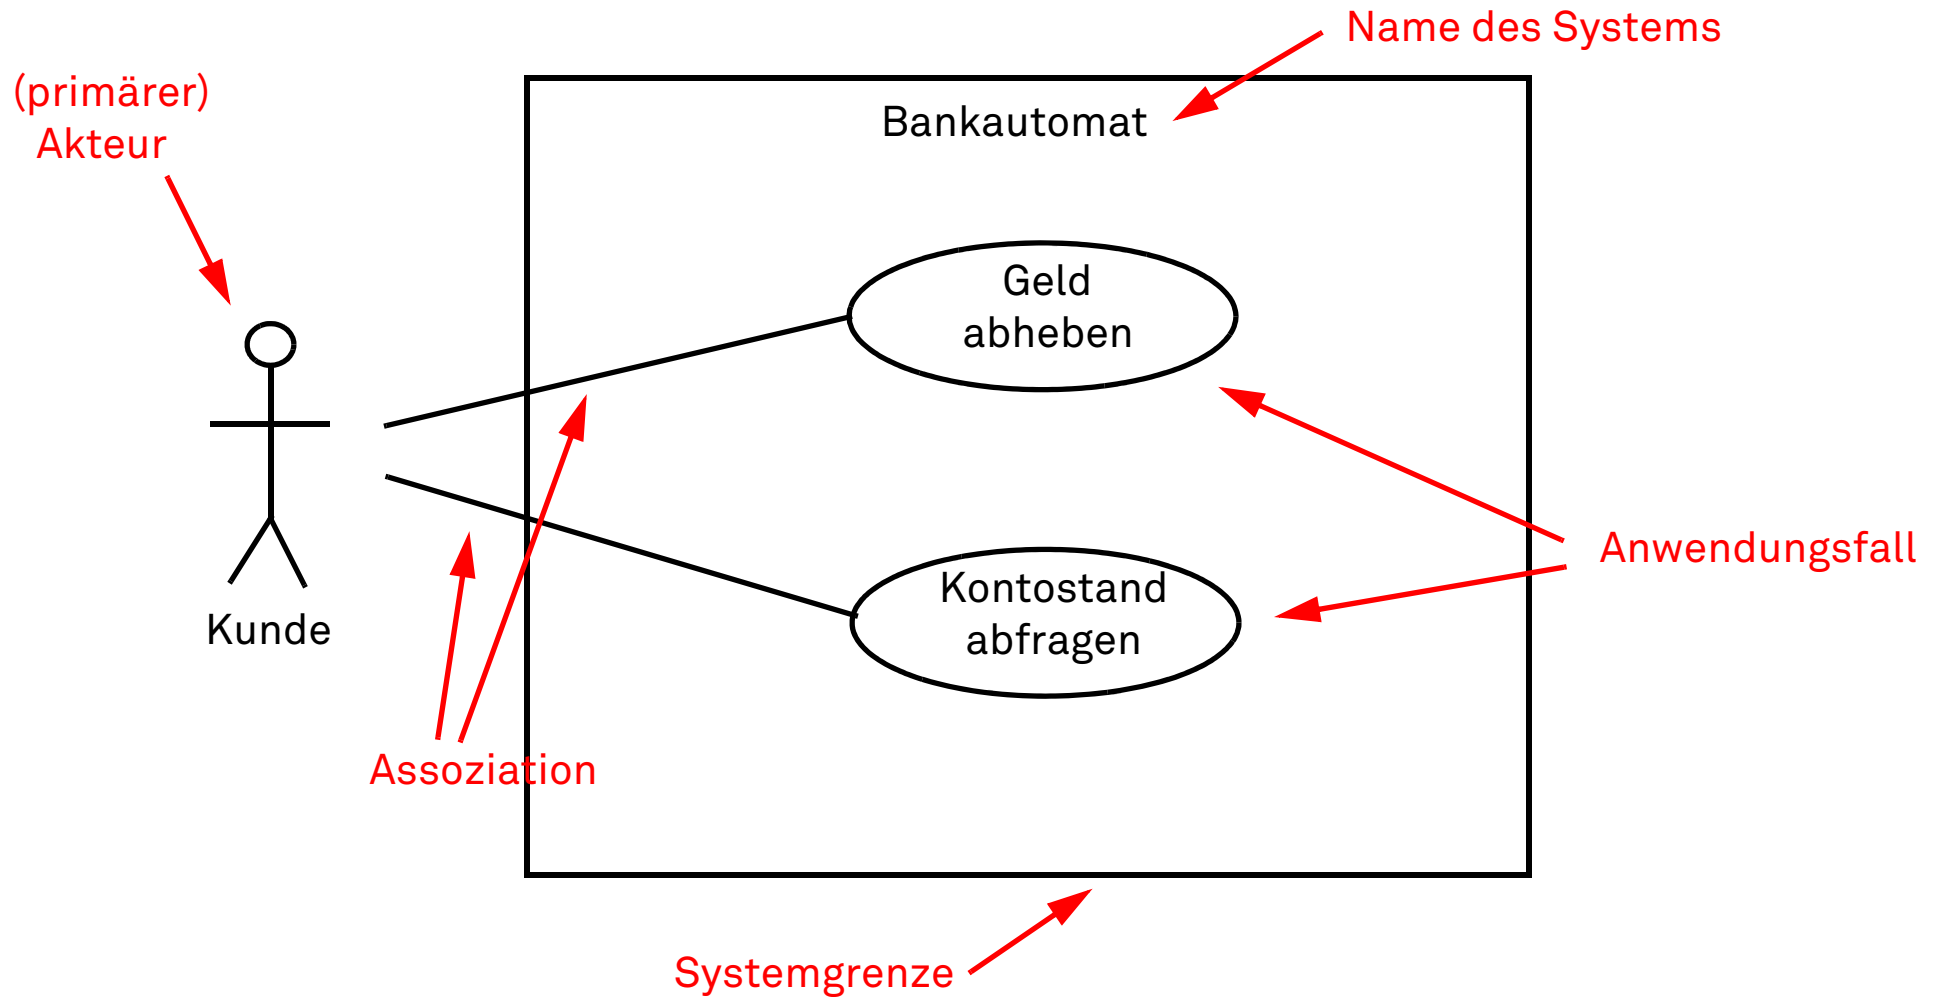 Name des Systems
(primärer)
Akteur
Bankautomat
Geld
abheben
Anwendungsfall
Kontostand
abfragen
Kunde
Assoziation
Systemgrenze